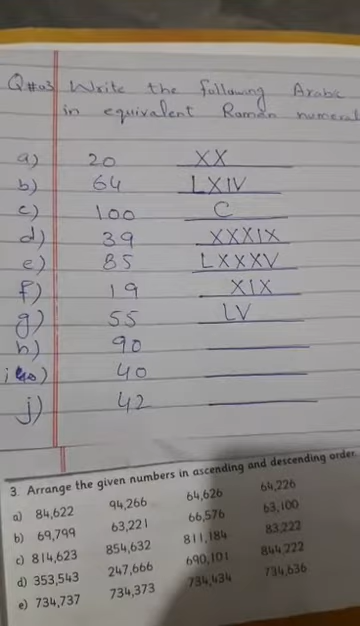 Q#03 Write the following Arabic
in equivalent Roman numeral
a) 20 XX
b) 64 LXIV
c) 100 C
d) 39 XXXIX
e) 85 LXXXV
f) 19 XIX
g) 55 LV
h) 90
i) 40
j) 42
3. Arrange the given numbers in ascending and descending order.
a) 84,622 94,266 64,626 64,226
b) 69,799 63,221 66,576 63,100
c) 814,623 854,632 811,184 83,222
d) 353,543 247,666 690,101 844,222
e) 734,737 734,373 734,434 734,636